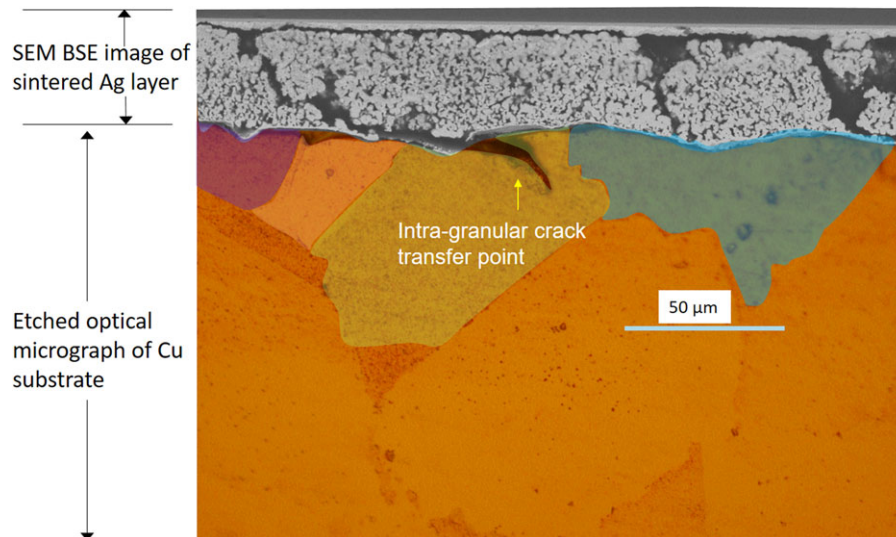 SEM BSE image of
sintered Ag layer
Intra-granular crack
transfer point
50 µm
Etched optical
micrograph of Cu
substrate